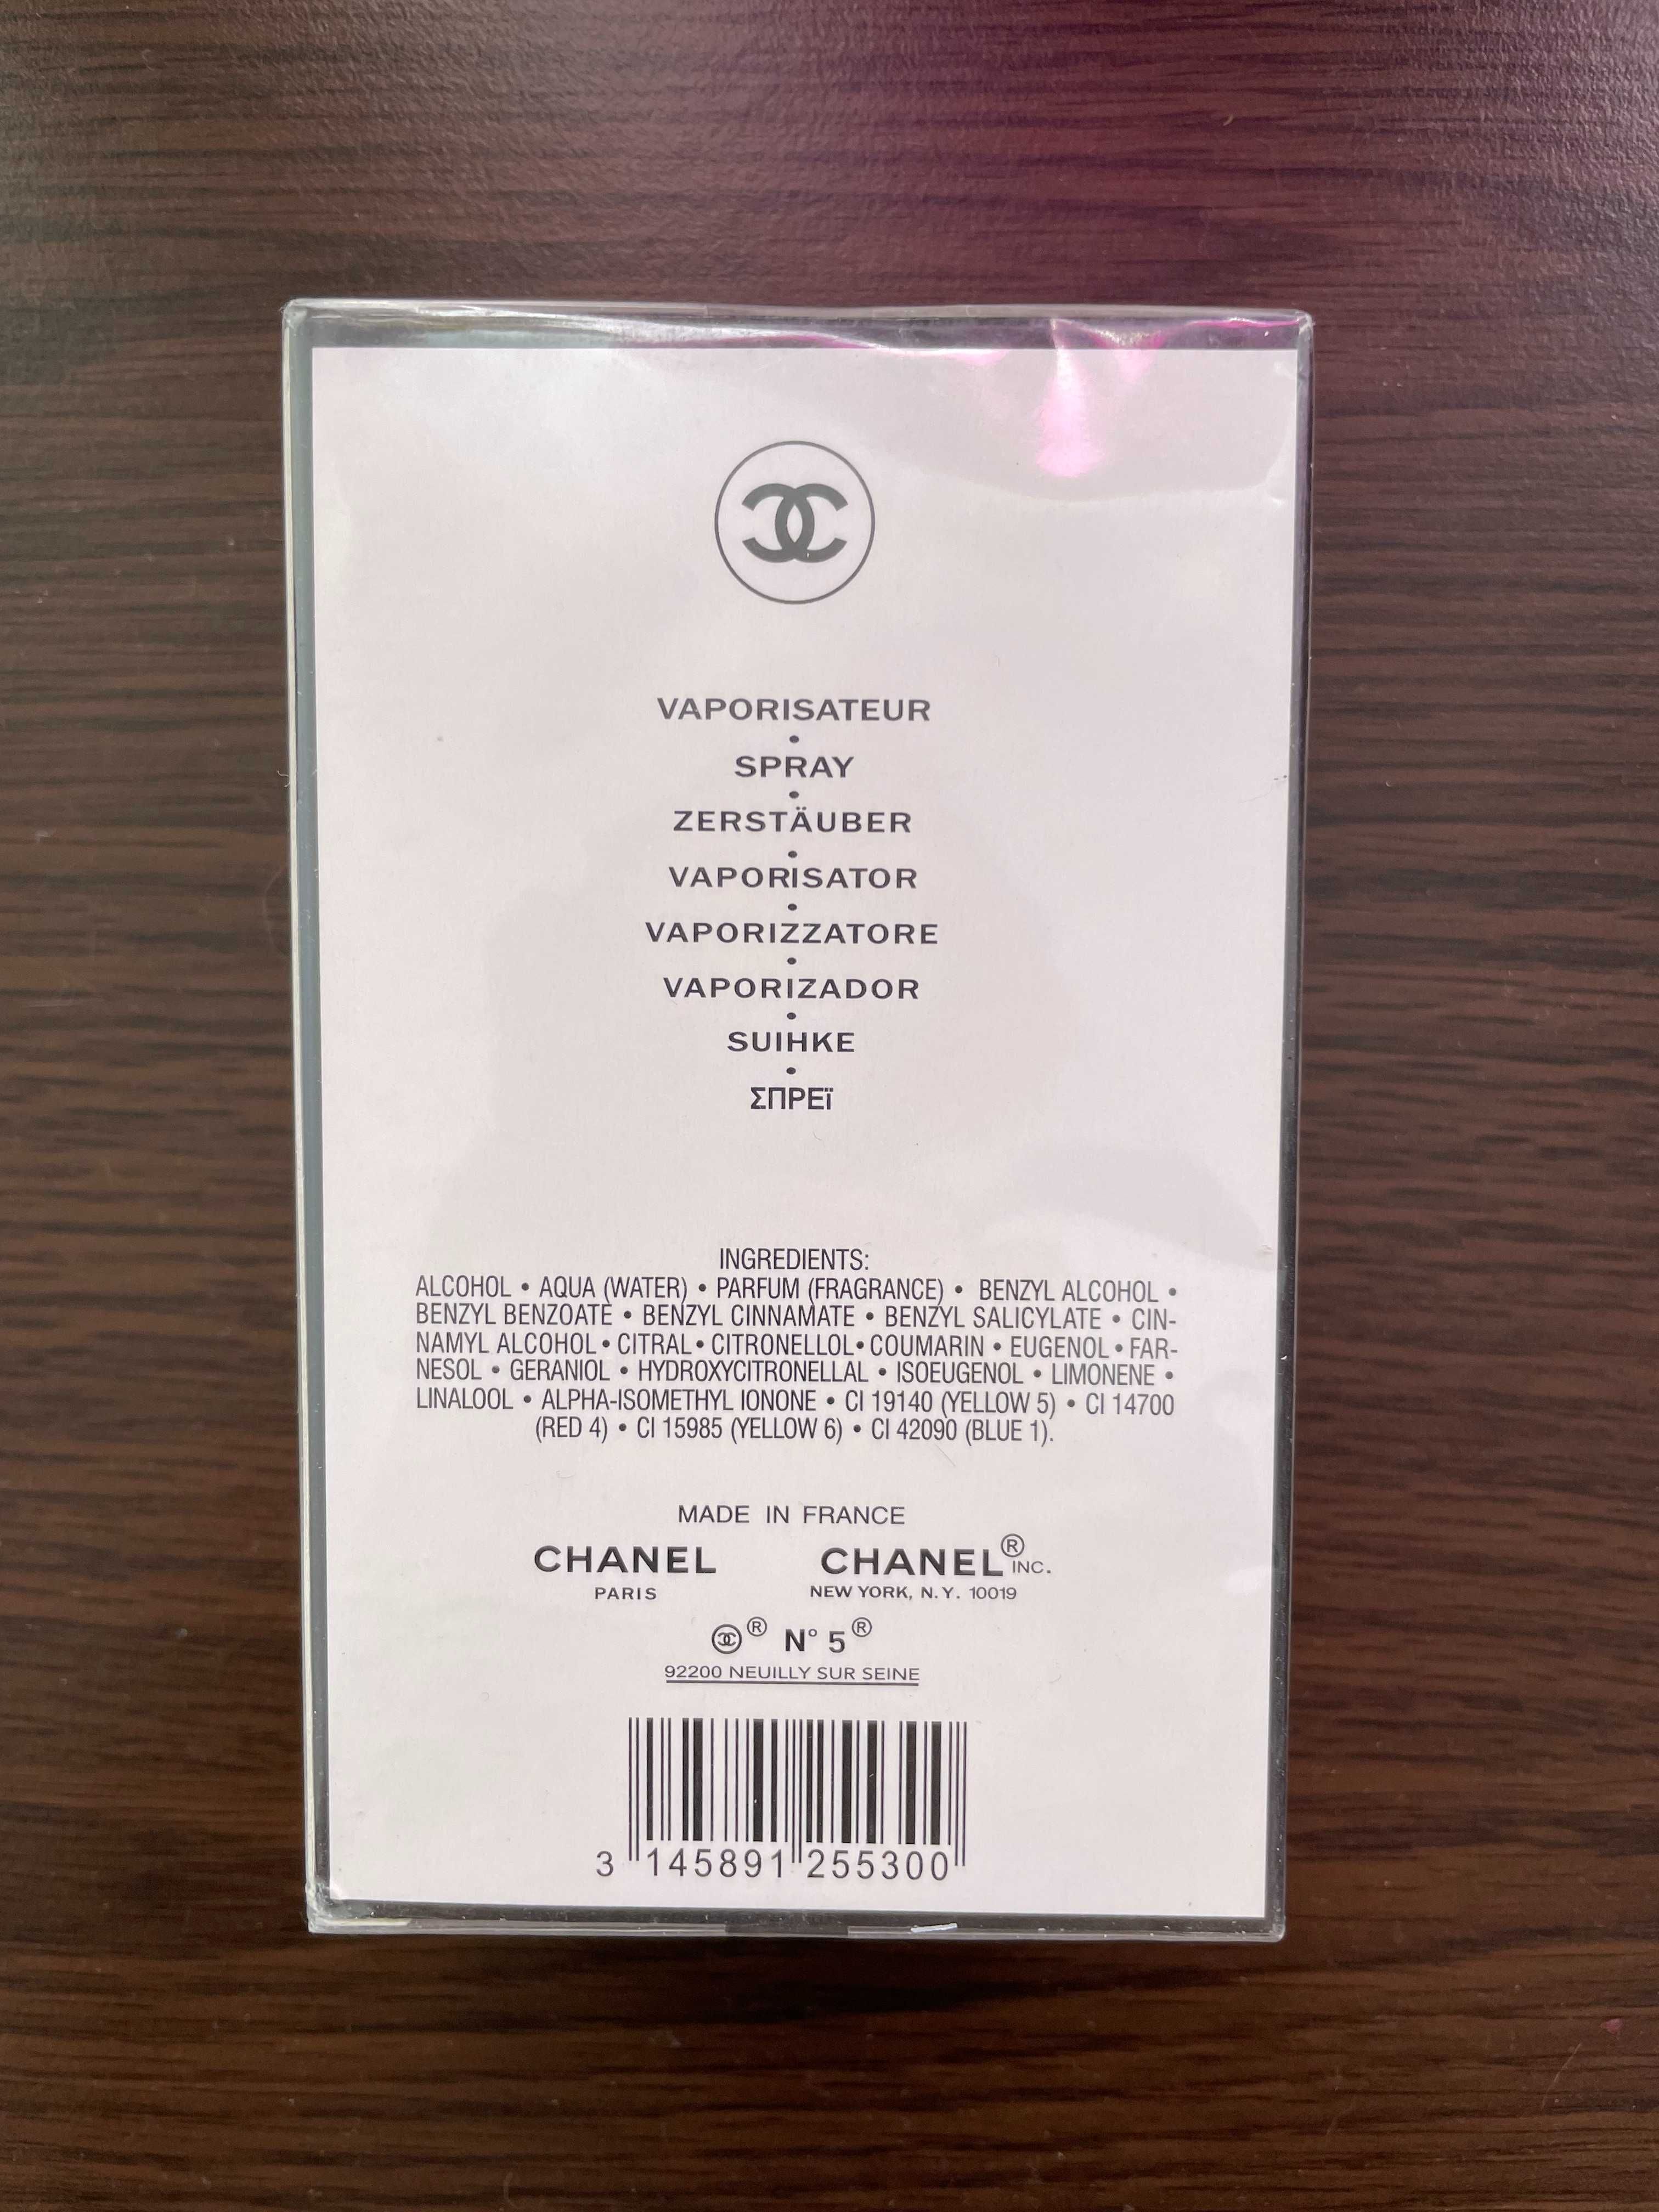 VAPORISATEUR
•
SPRAY
•
ZERSTÄUBER
•
VAPORISATOR
•
VAPORIZZATORE
•
VAPORIZADOR
•
SUIHKE
•
ΣΠΡΕϊ
INGREDIENTS:
ALCOHOL • AQUA (WATER) • PARFUM (FRAGRANCE) • BENZYL ALCOHOL •
BENZYL BENZOATE • BENZYL CINNAMATE • BENZYL SALICYLATE • CIN-
NAMYL ALCOHOL • CITRAL • CITRONELLOL • COUMARIN • EUGENOL • FAR-
NESOL • GERANIOL • HYDROXYCITRONELLAL • ISOEUGENOL • LIMONENE •
LINALOOL • ALPHA-ISOMETHYL IONONE • CI 19140 (YELLOW 5) • CI 14700
(RED 4) • CI 15985 (YELLOW 6) • CI 42090 (BLUE 1).
MADE IN FRANCE
CHANEL CHANEL® INC.
PARIS NEW YORK, N.Y. 10019
® N° 5®
92200 NEUILLY SUR SEINE
3 145891 255300